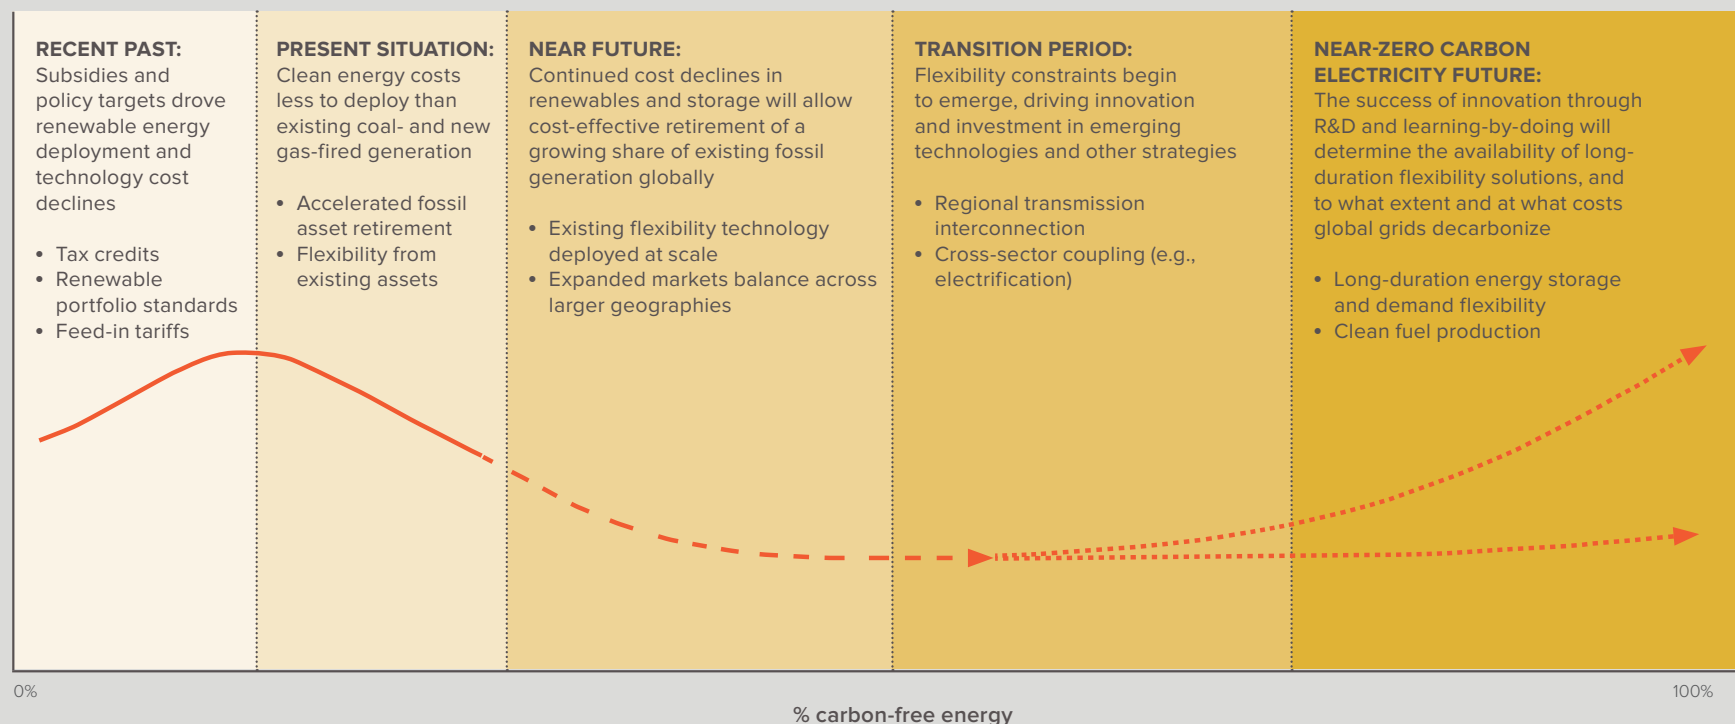 RECENT PAST:
Subsidies and
policy targets drove
renewable energy
deployment and
technology cost
declines
• Tax credits
• Renewable
portfolio standards
• Feed-in tariffs
PRESENT SITUATION:
Clean energy costs
less to deploy than
existing coal- and new
gas-fired generation
• Accelerated fossil
asset retirement
• Flexibility from
existing assets
NEAR FUTURE:
Continued cost declines in
renewables and storage will allow
cost-effective retirement of a
growing share of existing fossil
generation globally
• Existing flexibility technology
deployed at scale
• Expanded markets balance across
larger geographies
TRANSITION PERIOD:
Flexibility constraints begin
to emerge, driving innovation
and investment in emerging
technologies and other strategies
• Regional transmission
interconnection
• Cross-sector coupling (e.g.,
electrification)
NEAR-ZERO CARBON
ELECTRICITY FUTURE:
The success of innovation through
R&D and learning-by-doing will
determine the availability of long-
duration flexibility solutions, and
to what extent and at what costs
global grids decarbonize
• Long-duration energy storage
and demand flexibility
• Clean fuel production
0%
100%
% carbon-free energy